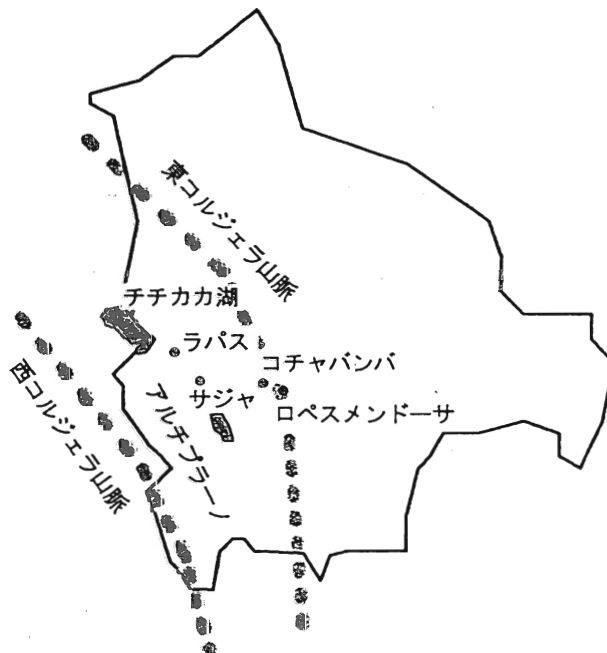 東コルジェラ山脈
チチカカ湖
ラパス
コチャバンバ
サジャ
ロペスメンドーサ
アルチプラーノ
西コルジェラ山脈